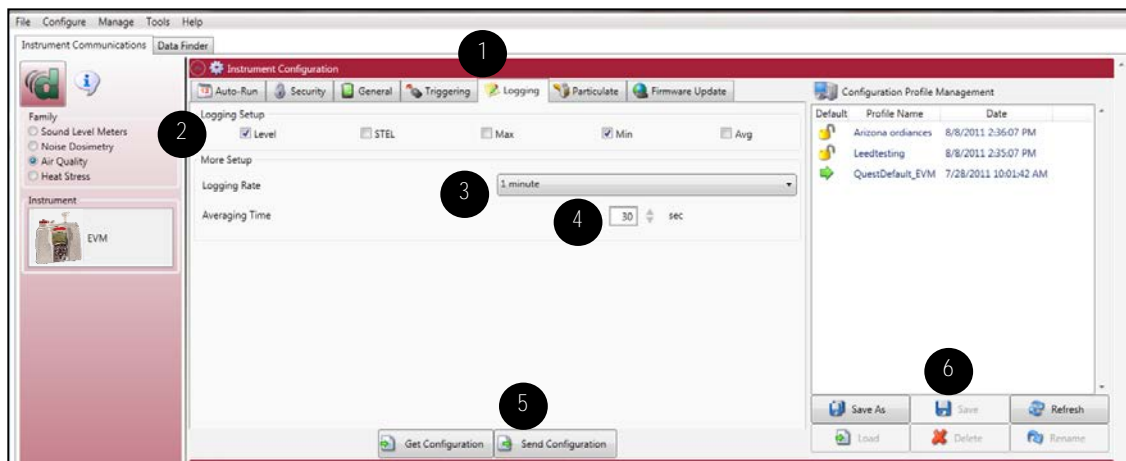 File Configure Manage Tools Help
Instrument Communications Data Finder
1
Instrument Configuration
Auto-Run Security General Triggering Logging Particulate Firmware Update
Configuration Profile Management
Family
Sound Level Meters
Noise Dosimetry
Air Quality
Heat Stress
Instrument
EVM
2
Logging Setup
Level STEL Max Min Avg
More Setup
Logging Rate 3 1 minute
Averaging Time 4 30 sec
Default Profile Name Date
Arizona ordiances 8/8/2011 2:36:07 PM
Leedtesting 8/8/2011 2:35:07 PM
QuestDefault_EVM 7/28/2011 10:01:42 AM
5
Get Configuration Send Configuration
6
Save As Save Refresh
Load Delete Rename